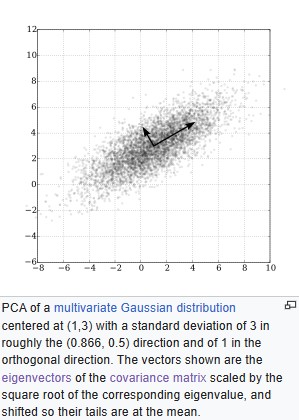 12
10
8
6
4
2
0
−2
−4
−6
−8 −6 −4 −2 0 2 4 6 8 10
PCA of a multivariate Gaussian distribution
centered at (1,3) with a standard deviation of 3 in
roughly the (0.866, 0.5) direction and of 1 in the
orthogonal direction. The vectors shown are the
eigenvectors of the covariance matrix scaled by the
square root of the corresponding eigenvalue, and
shifted so their tails are at the mean.